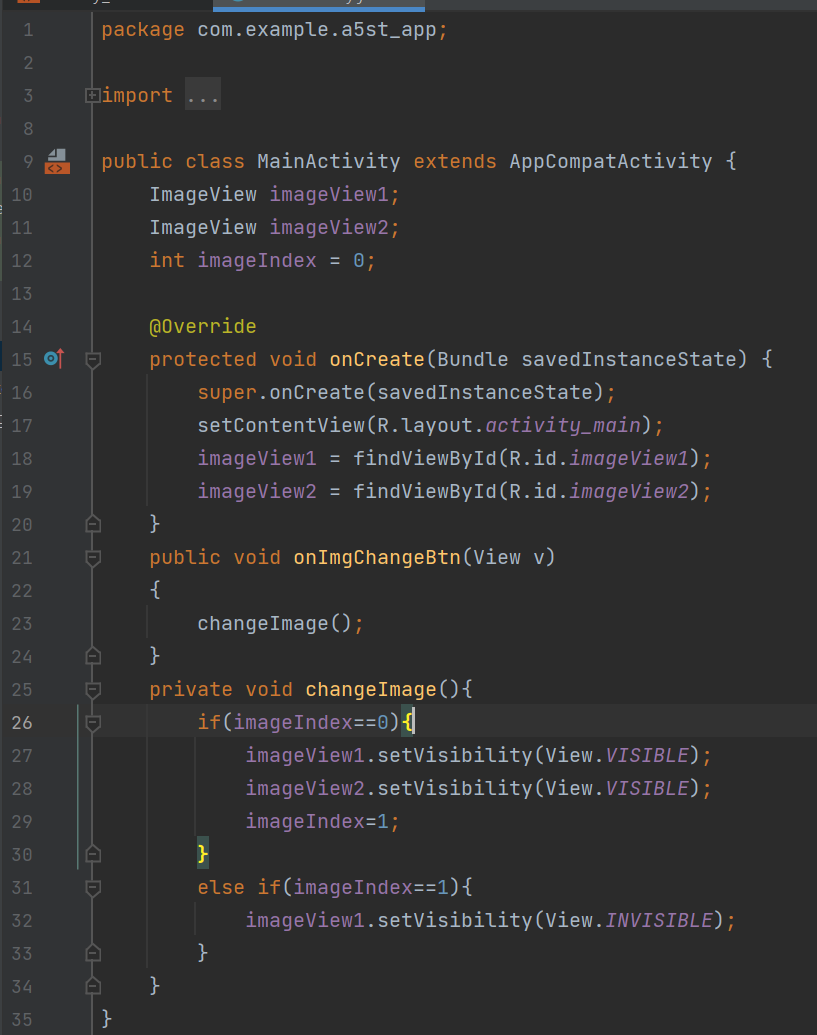 1 package com.example.a5st_app;
2
3 import ...
8
9 public class MainActivity extends AppCompatActivity {
10 ImageView imageView1;
11 ImageView imageView2;
12 int imageIndex = 0;
13
14 @Override
15 protected void onCreate(Bundle savedInstanceState) {
16 super.onCreate(savedInstanceState);
17 setContentView(R.layout.activity_main);
18 imageView1 = findViewById(R.id.imageView1);
19 imageView2 = findViewById(R.id.imageView2);
20 }
21 public void onImgChangeBtn(View v)
22 {
23 changeImage();
24 }
25 private void changeImage(){
26 if(imageIndex==0){
27 imageView1.setVisibility(View.VISIBLE);
28 imageView2.setVisibility(View.VISIBLE);
29 imageIndex=1;
30 }
31 else if(imageIndex==1){
32 imageView1.setVisibility(View.INVISIBLE);
33 }
34 }
35 }